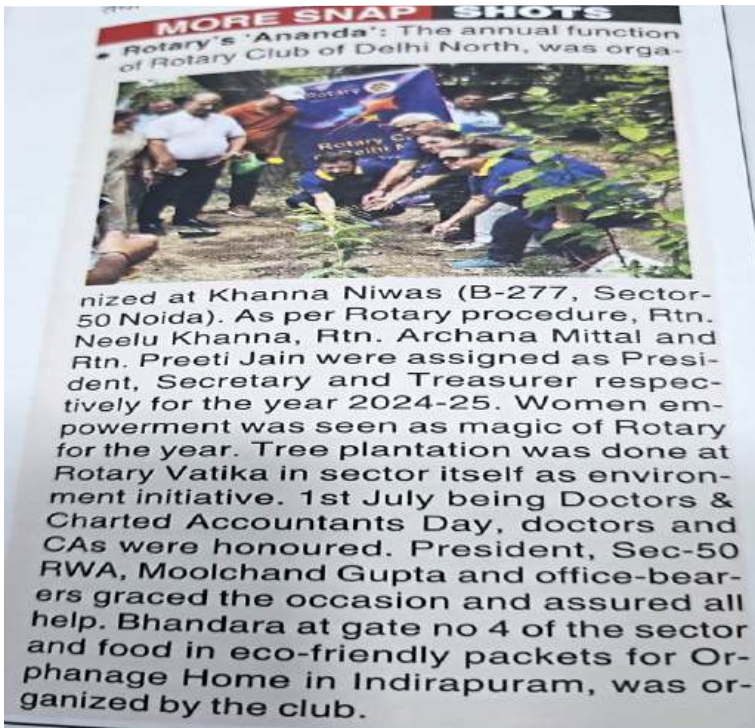 MORE SNAP SHOTS
• Rotary's 'Ananda': The annual function
of Rotary Club of Delhi North, was orga-
Rotary
Rotary
Delhi
nized at Khanna Niwas (B-277, Sector-
50 Noida). As per Rotary procedure, Rtn.
Neelu Khanna, Rtn. Archana Mittal and
Rtn. Preeti Jain were assigned as Presi-
dent, Secretary and Treasurer respec-
tively for the year 2024-25. Women em-
powerment was seen as magic of Rotary
for the year. Tree plantation was done at
Rotary Vatika in sector itself as environ-
ment initiative. 1st July being Doctors &
Charted Accountants Day, doctors and
CAs were honoured. President, Sec-50
RWA, Moolchand Gupta and office-bear-
ers graced the occasion and assured all
help. Bhandara at gate no 4 of the sector
and food in eco-friendly packets for Or-
phanage Home in Indirapuram, was or-
ganized by the club.